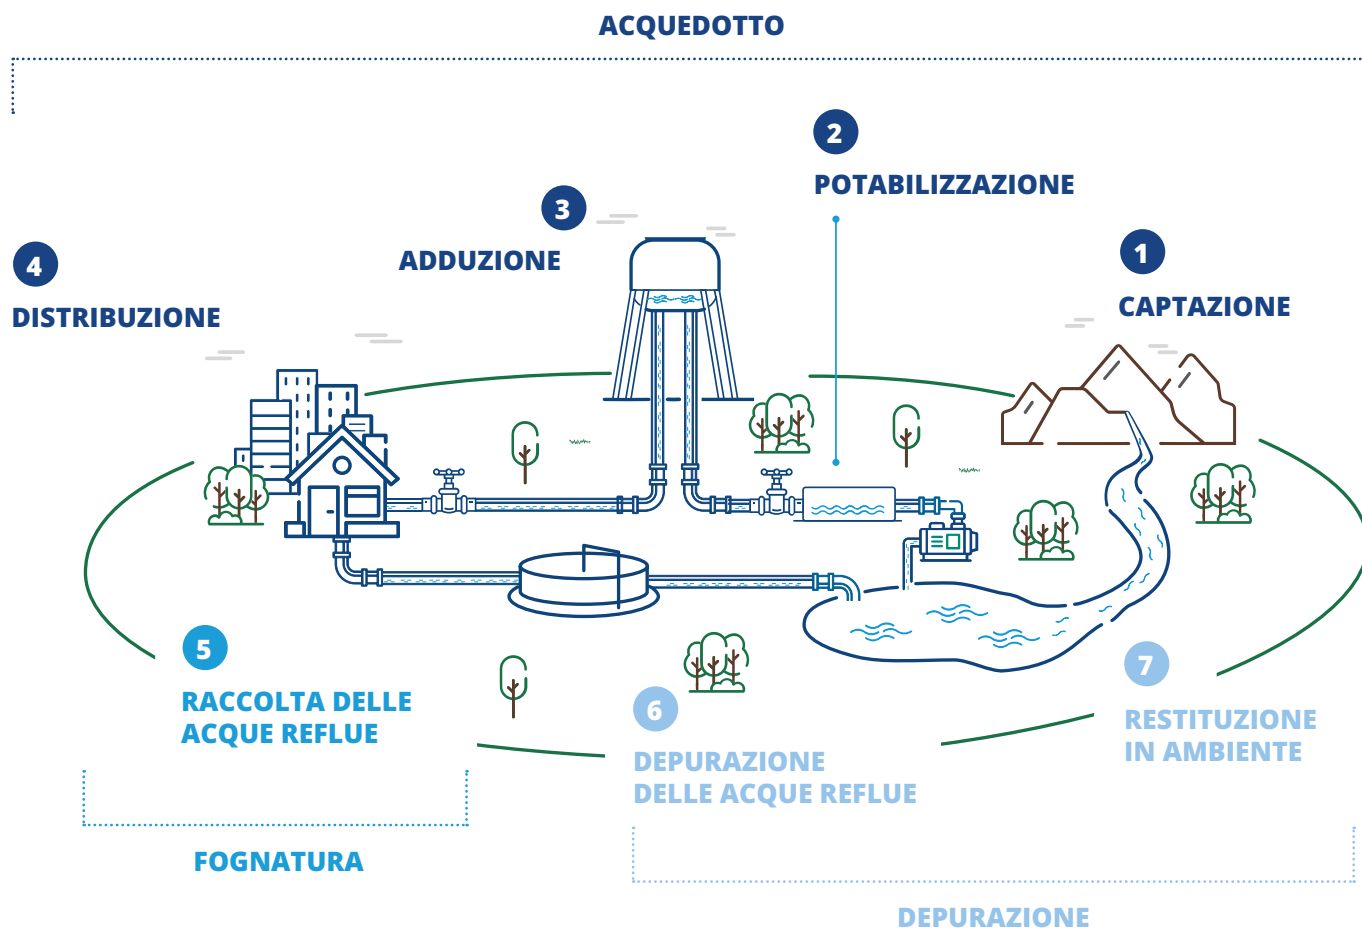 ACQUEDOTTO
2
POTABILIZZAZIONE
3
ADDUZIONE
1
CAPTAZIONE
4
DISTRIBUZIONE
5
RACCOLTA DELLE
ACQUE REFLUE
6
DEPURAZIONE
DELLE ACQUE REFLUE
7
RESTITUZIONE
IN AMBIENTE
FOGNATURA
DEPURAZIONE